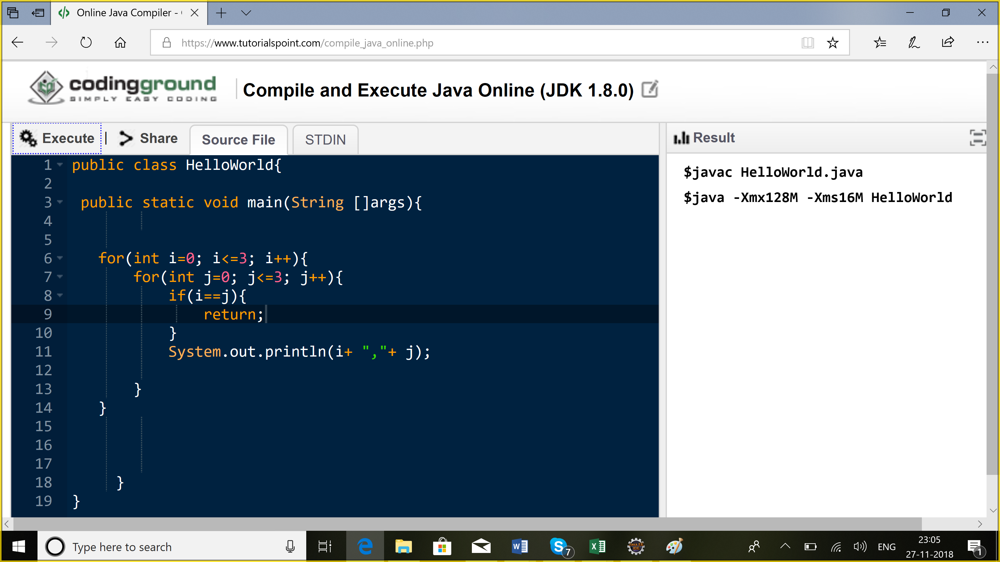 Online Java Compiler -
https://www.tutorialspoint.com/compile_java_online.php
codingground
SIMPLY EASY CODING
Compile and Execute Java Online (JDK 1.8.0)
Execute | Share
Source File
STDIN
Result
1 public class HelloWorld{
2
3 public static void main(String []args){
4
5
6 for(int i=0; i<=3; i++){
7 for(int j=0; j<=3; j++){
8 if(i==j){
9 return;
10 }
11 System.out.println(i+ ","+ j);
12
13 }
14 }
15
16
17
18 }
19 }
$javac HelloWorld.java
$java -Xmx128M -Xms16M HelloWorld
Type here to search
W
S
7
X
Java EE
IDE
ENG
23:05
27-11-2018
1